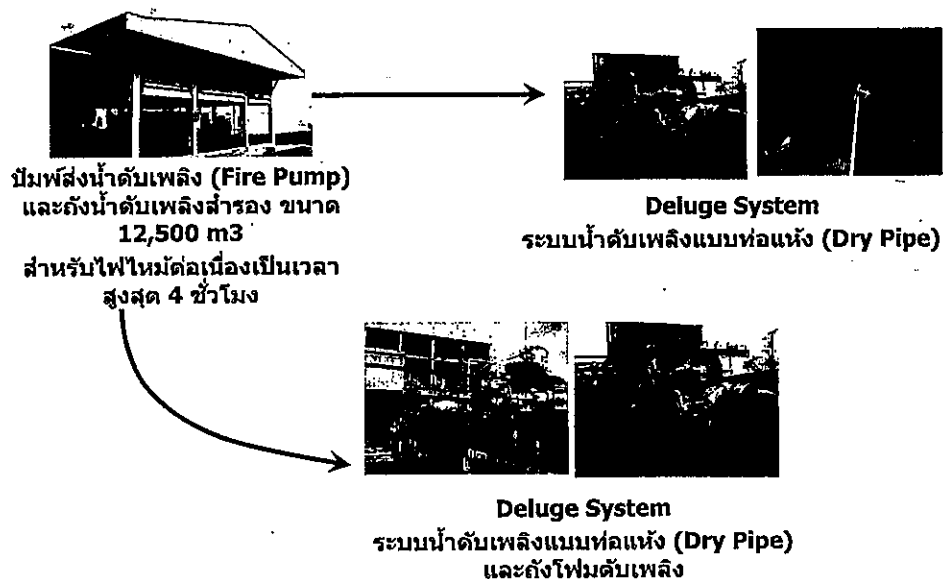 ปั๊มพ์ส่งน้ำดับเพลิง (Fire Pump)
และถังน้ำดับเพลิงสำรอง ขนาด
12,500 m3
สำหรับไฟไหม้ต่อเนื่องเป็นเวลา
สูงสุด 4 ชั่วโมง
Deluge System
ระบบน้ำดับเพลิงแบบท่อแห้ง (Dry Pipe)
Deluge System
ระบบน้ำดับเพลิงแบบท่อแห้ง (Dry Pipe)
และถังโฟมดับเพลิง